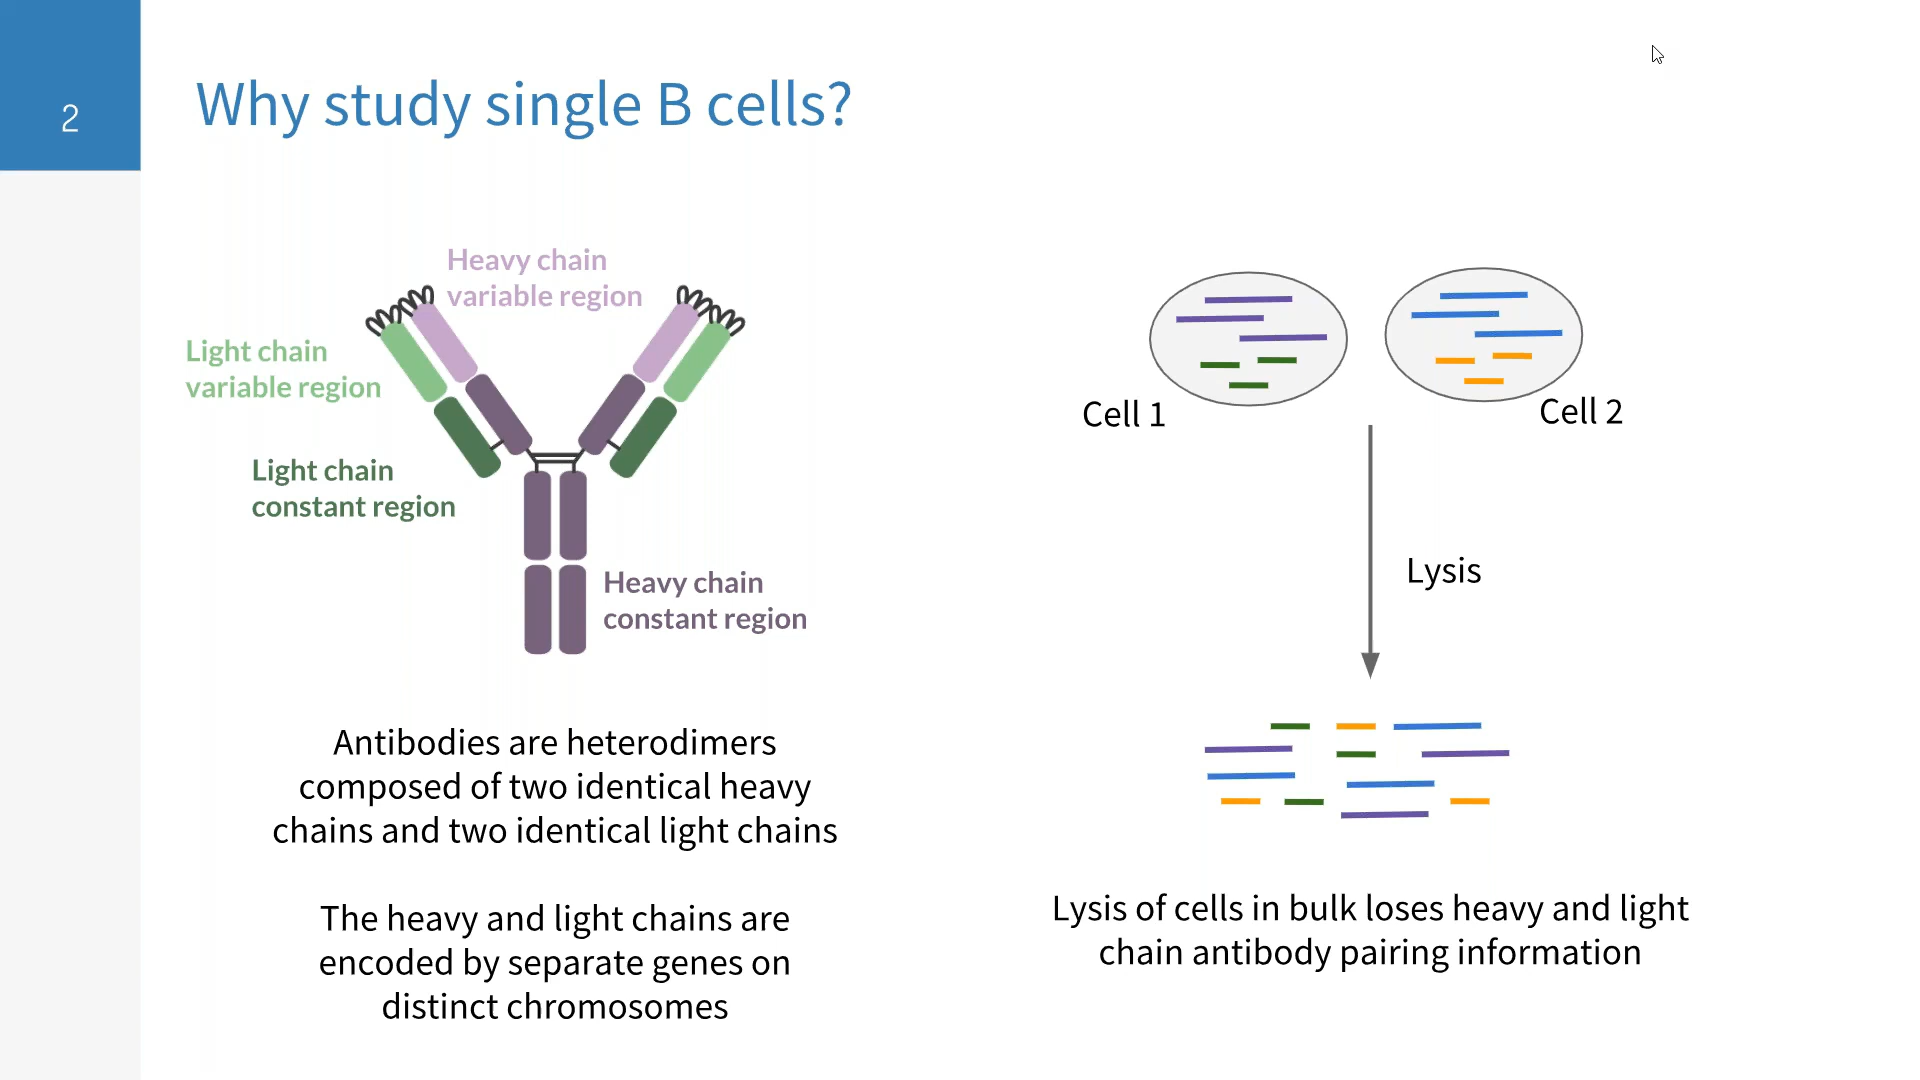 2
Why study single B cells?
Heavy chain
variable region
Light chain
variable region
Light chain
constant region
Heavy chain
constant region
Antibodies are heterodimers
composed of two identical heavy
chains and two identical light chains
The heavy and light chains are
encoded by separate genes on
distinct chromosomes
Cell 1
Cell 2
Lysis
Lysis of cells in bulk loses heavy and light
chain antibody pairing information